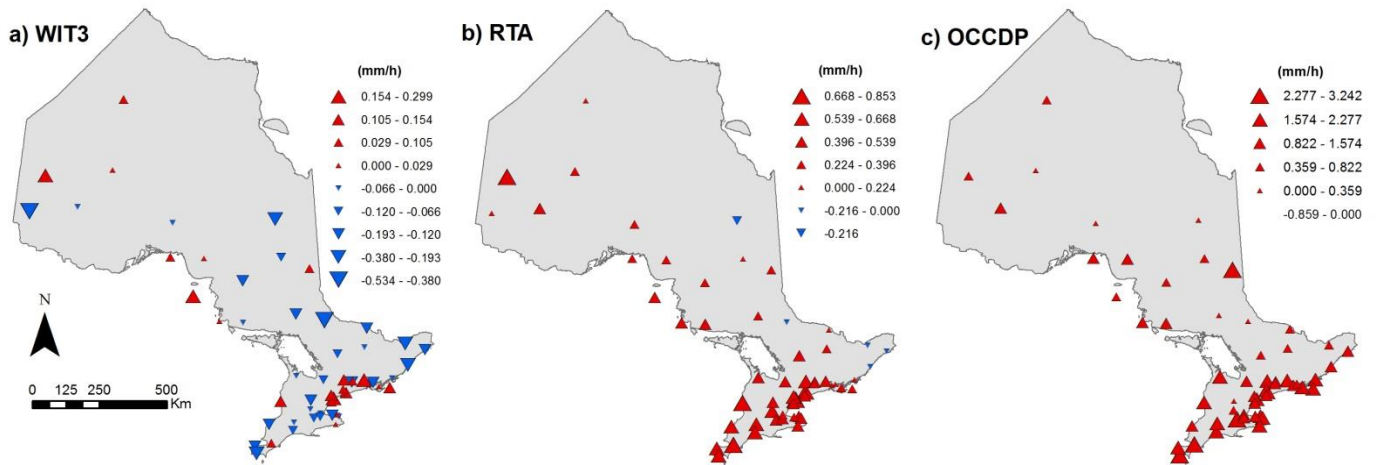 a) WIT3
(mm/h)
0.154 - 0.299
0.105 - 0.154
0.029 - 0.105
0.000 - 0.029
-0.066 - 0.000
-0.120 - -0.066
-0.193 - -0.120
-0.380 - -0.193
-0.534 - -0.380
N
0 125 250 500
Km
b) RTA
(mm/h)
0.668 - 0.853
0.539 - 0.668
0.396 - 0.539
0.224 - 0.396
0.000 - 0.224
-0.216 - 0.000
-0.216
c) OCCDP
(mm/h)
2.277 - 3.242
1.574 - 2.277
0.822 - 1.574
0.359 - 0.822
0.000 - 0.359
-0.859 - 0.000